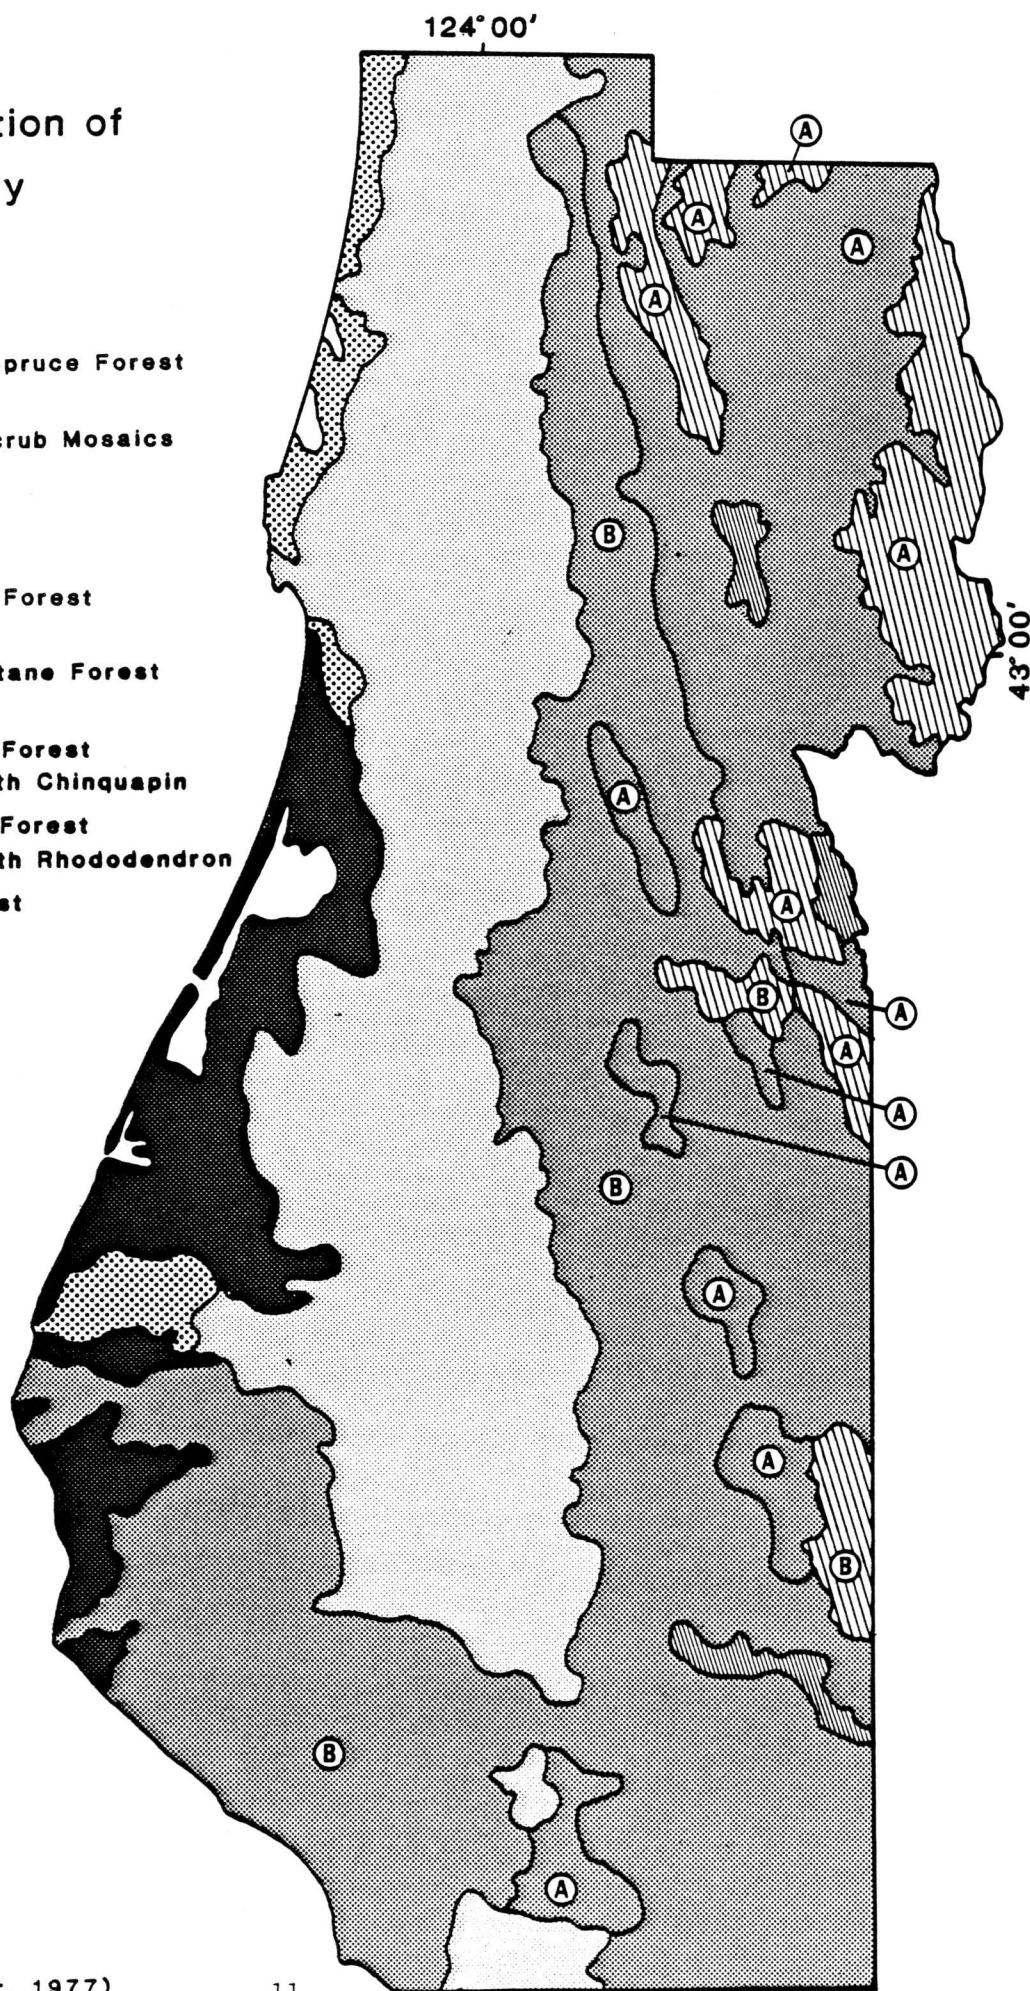 124°00'
tion of
y
pruce Forest
crub Mosaics
Forest
tane Forest
Forest
th Chinquapin
Forest
th Rhododendron
st
A
A
A
A
B
A
43°00'
A
A
B
A
A
A
A
B
A
A
B
B
A
1977)
11